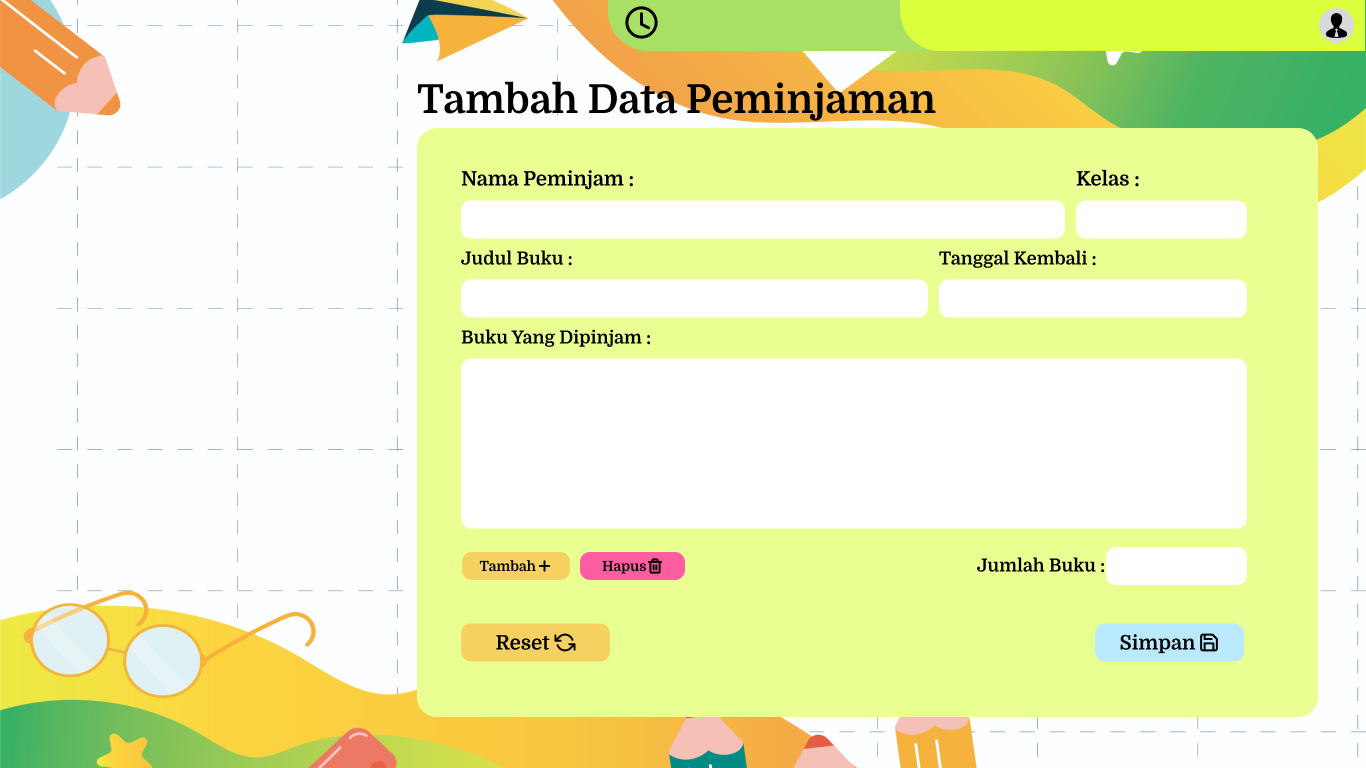 Tambah Data Peminjaman
Nama Peminjam :
Kelas :
Judul Buku :
Tanggal Kembali :
Buku Yang Dipinjam :
Tambah
Hapus
Jumlah Buku :
Reset
Simpan